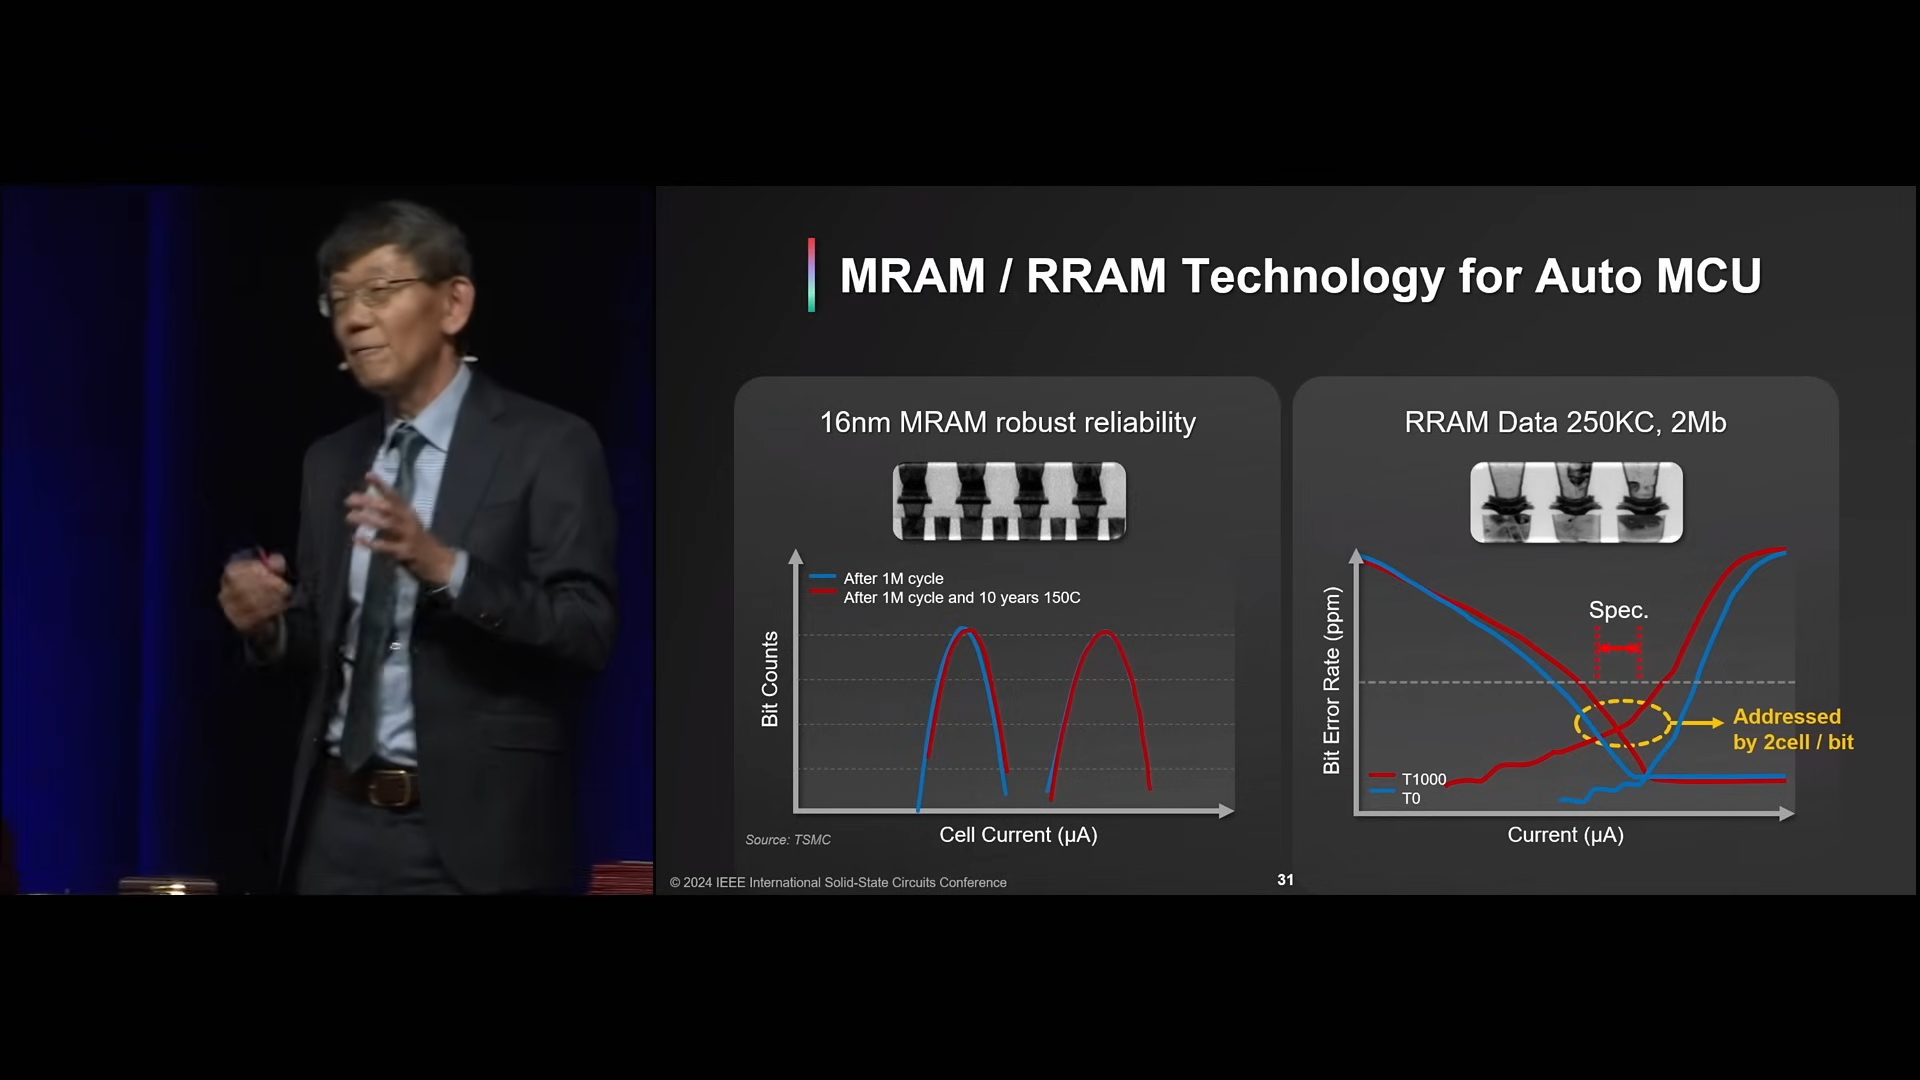 MRAM / RRAM Technology for Auto MCU
16nm MRAM robust reliability
After 1M cycle
After 1M cycle and 10 years 150C
Bit Counts
Cell Current (µA)
Source: TSMC
RRAM Data 250KC, 2Mb
Spec.
Bit Error Rate (ppm)
Addressed
by 2cell / bit
T1000
T0
Current (µA)
© 2024 IEEE International Solid-State Circuits Conference
31